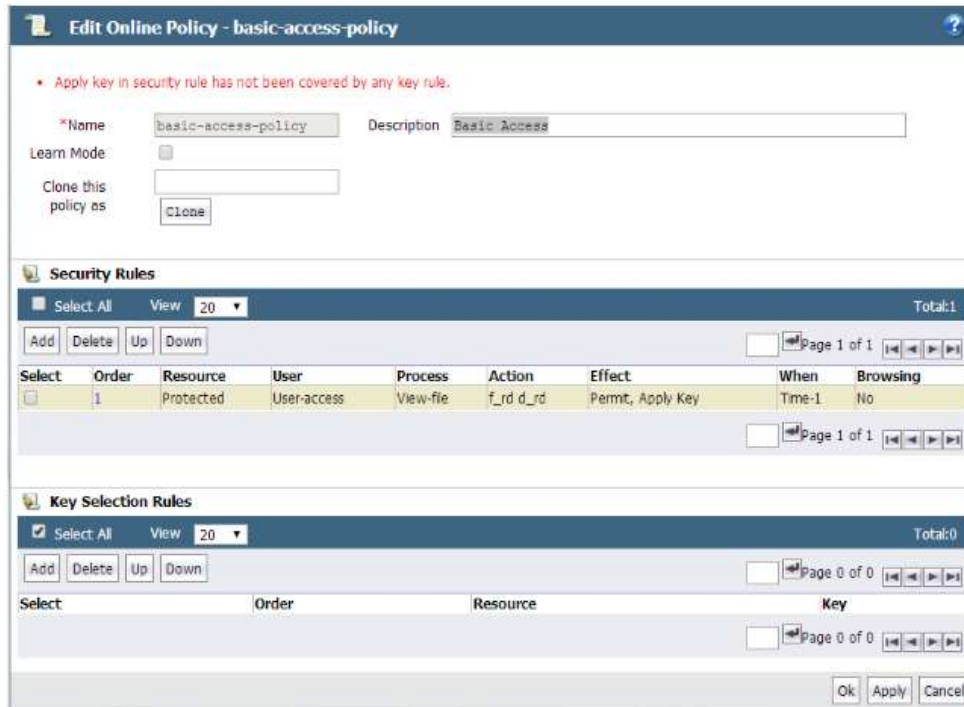 Edit Online Policy - basic-access-policy
?
• Apply key in security rule has not been covered by any key rule.
*Name basic-access-policy Description Basic Access
Learn Mode
Clone this
policy as
Clone
Security Rules
Select All View 20 Total:1
Add Delete Up Down
Page 1 of 1
Select Order Resource User Process Action Effect When Browsing
1 Protected User-access View-file f_rd d_rd Permit, Apply Key Time-1 No
Page 1 of 1
Key Selection Rules
Select All View 20 Total:0
Add Delete Up Down
Page 0 of 0
Select Order Resource Key
Page 0 of 0
Ok Apply Cancel